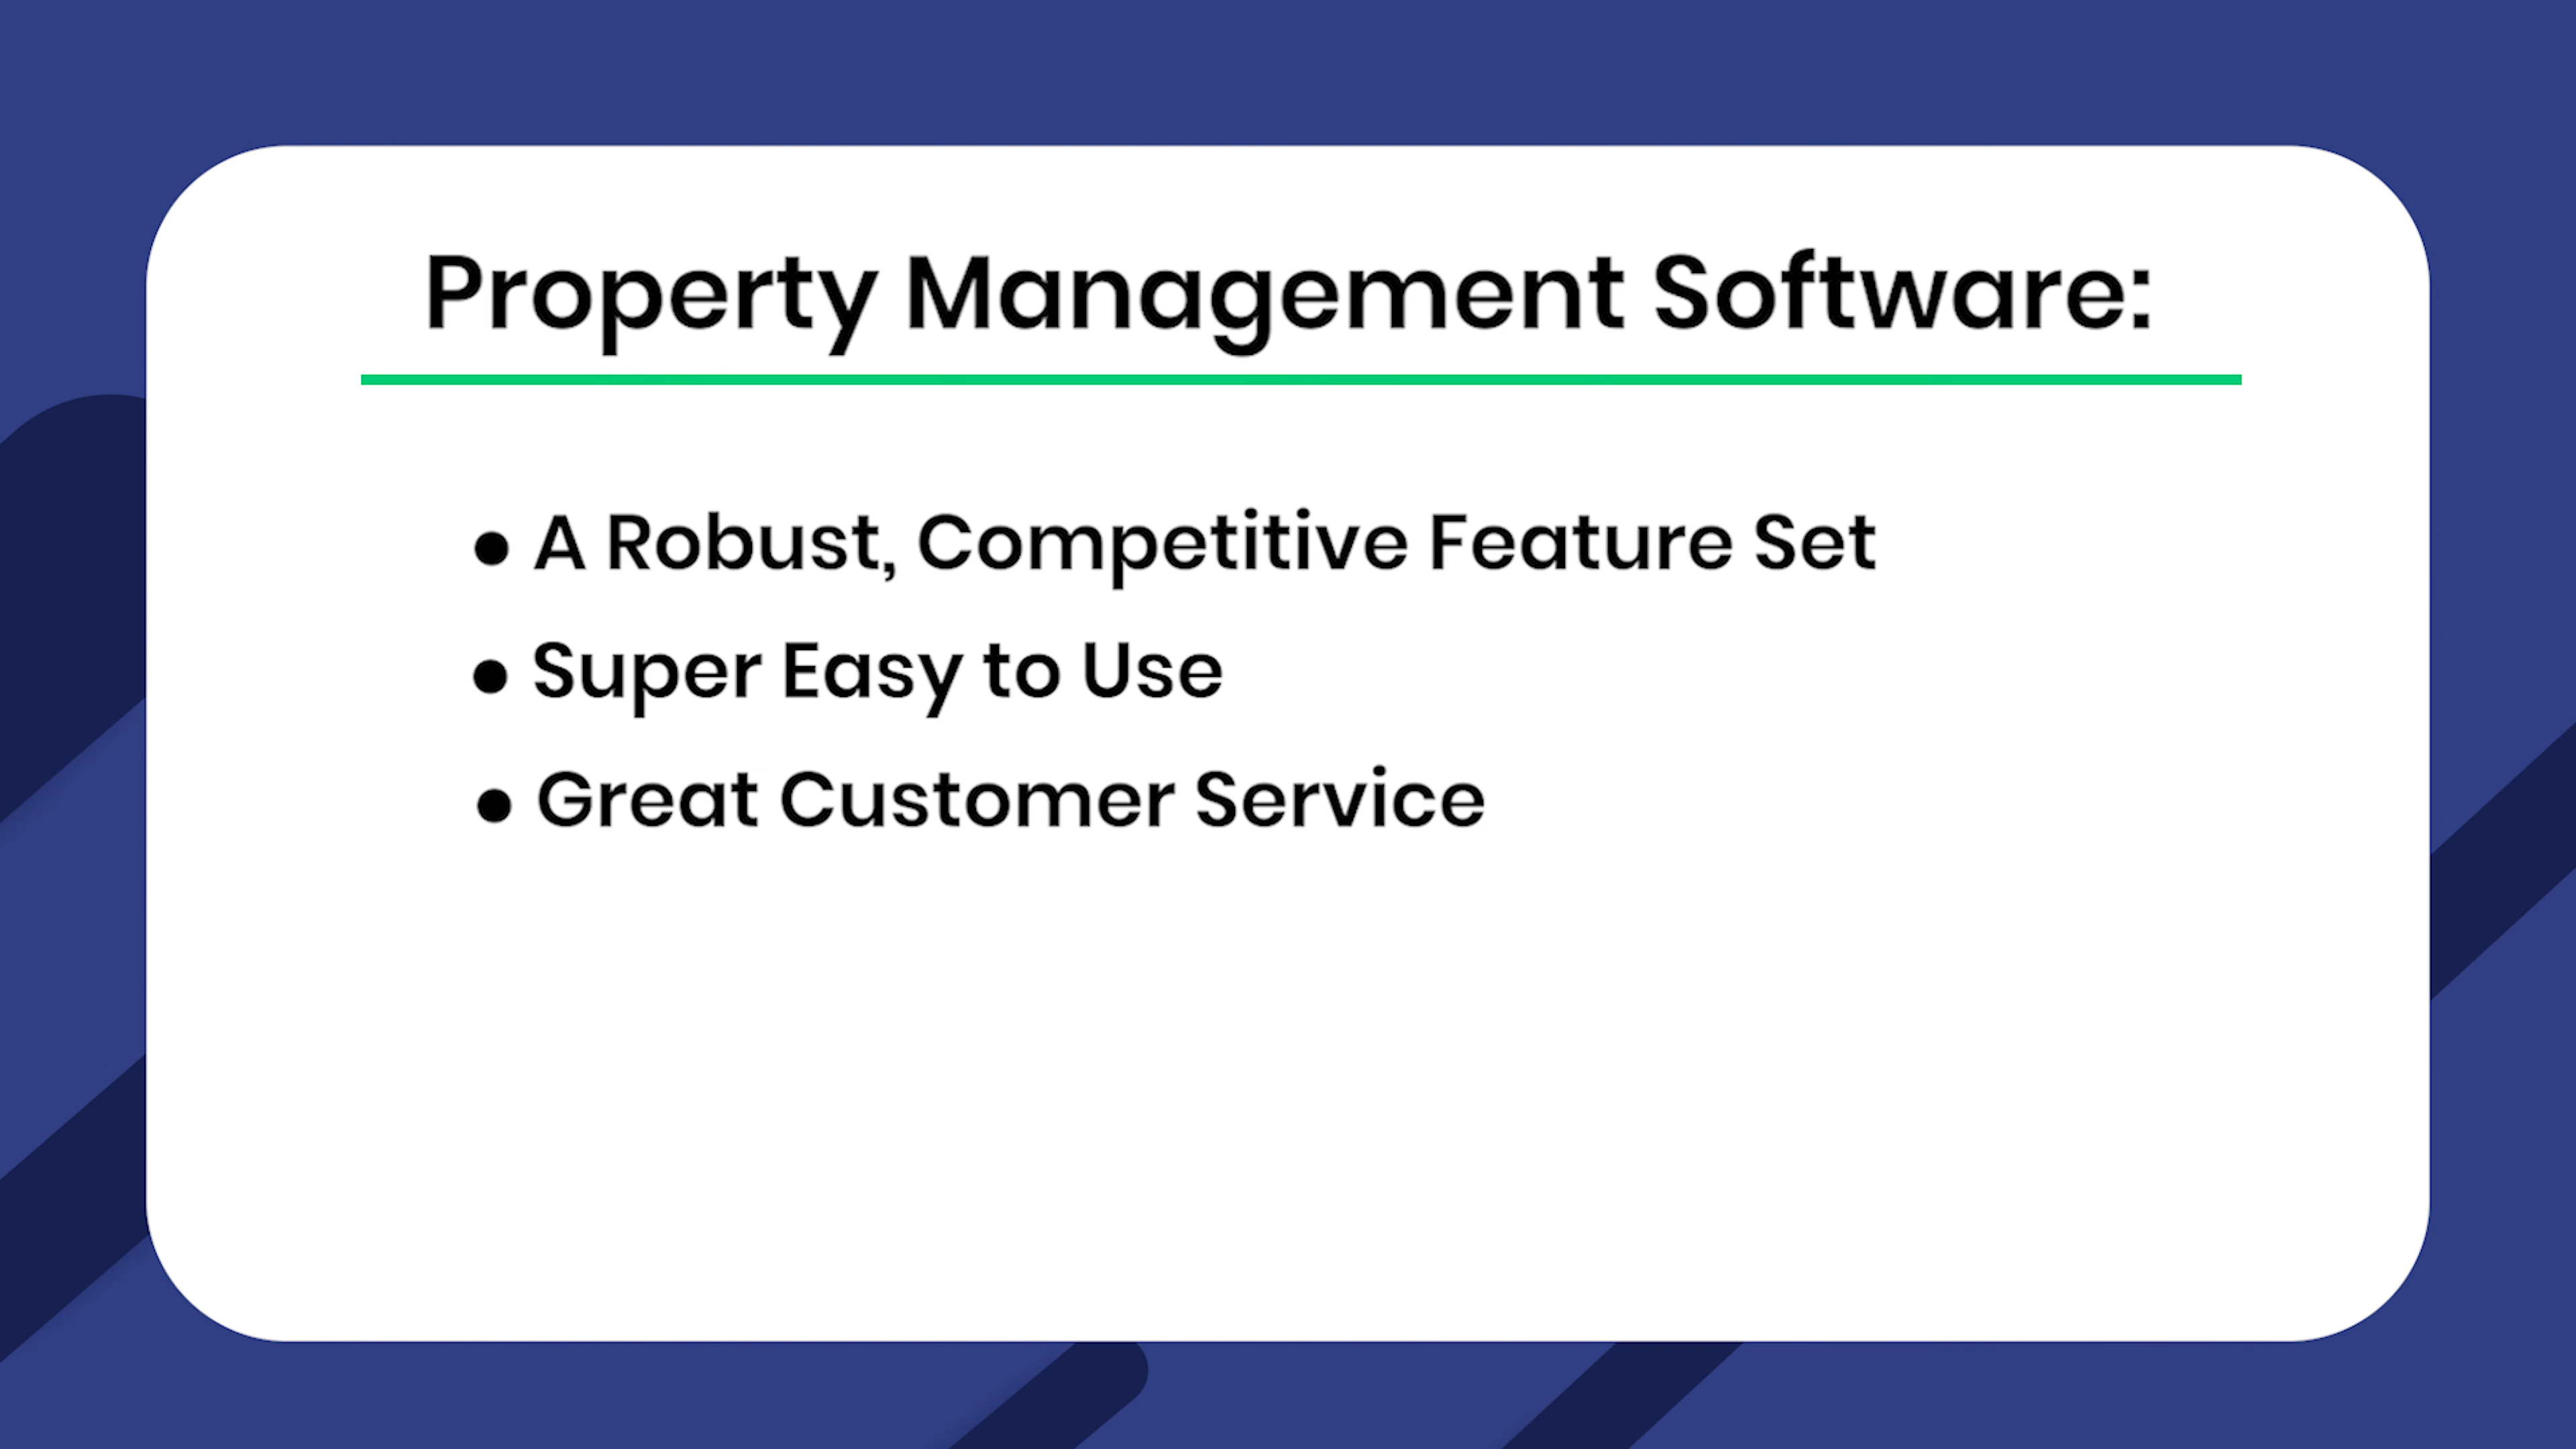 Property Management Software:
• A Robust, Competitive Feature Set
• Super Easy to Use
• Great Customer Service